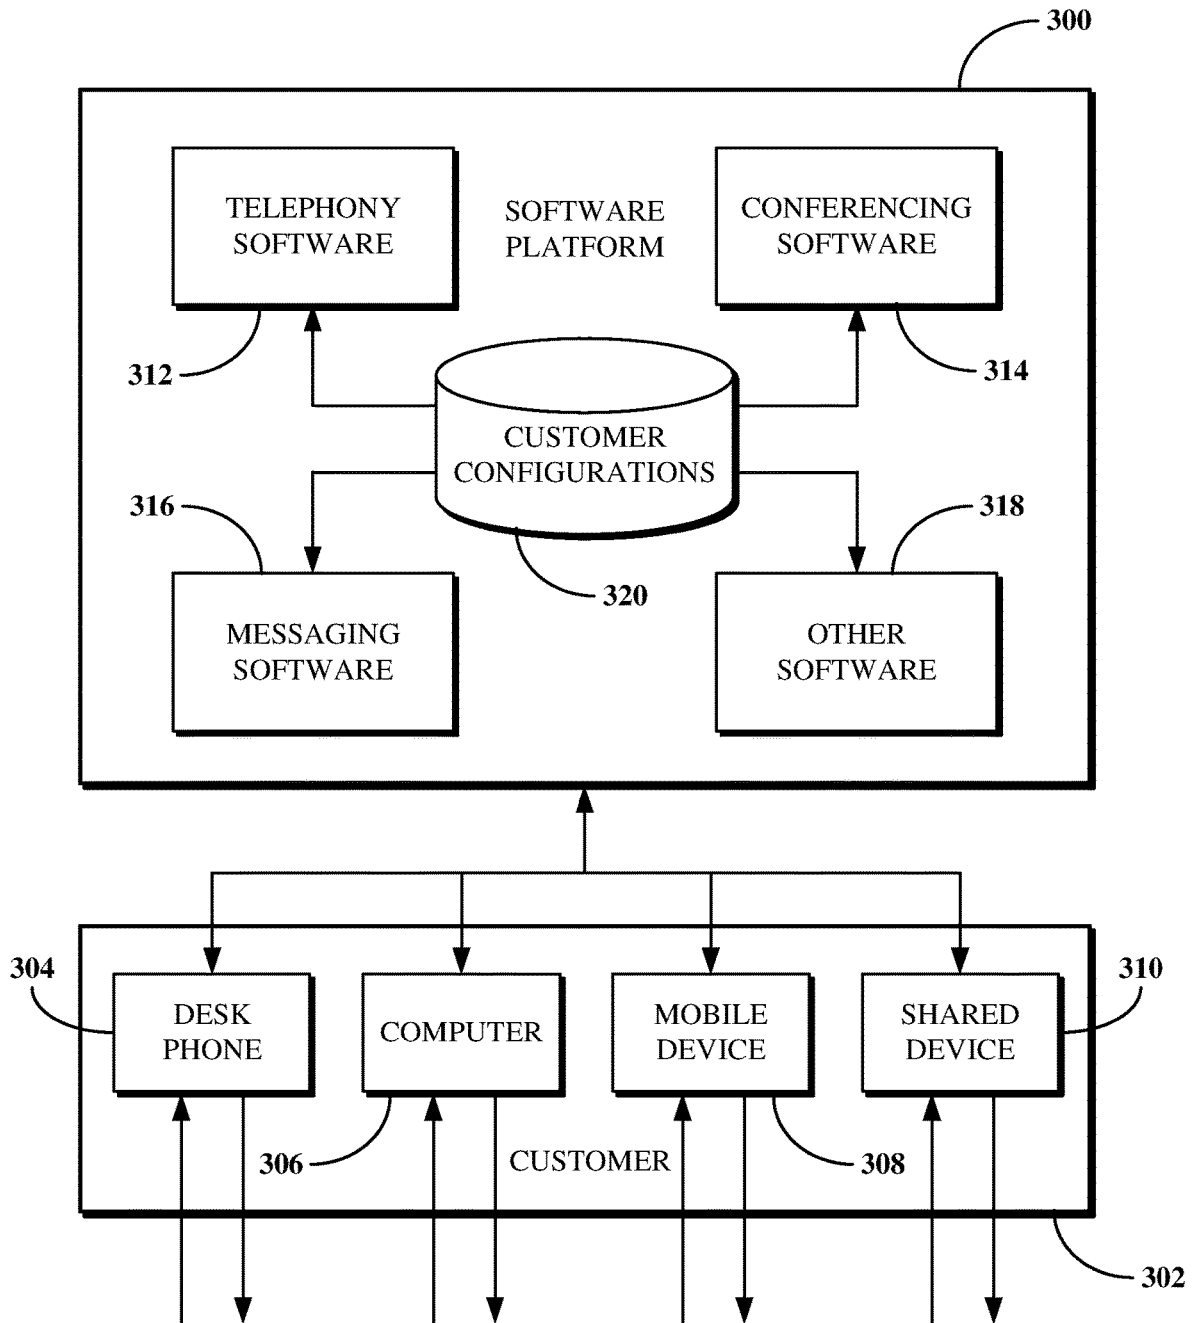 300
TELEPHONY
SOFTWARE
SOFTWARE
PLATFORM
CONFERENCING
SOFTWARE
312
314
CUSTOMER
CONFIGURATIONS
316
318
320
MESSAGING
SOFTWARE
OTHER
SOFTWARE
304
310
DESK
PHONE
COMPUTER
MOBILE
DEVICE
SHARED
DEVICE
306
CUSTOMER
308
302